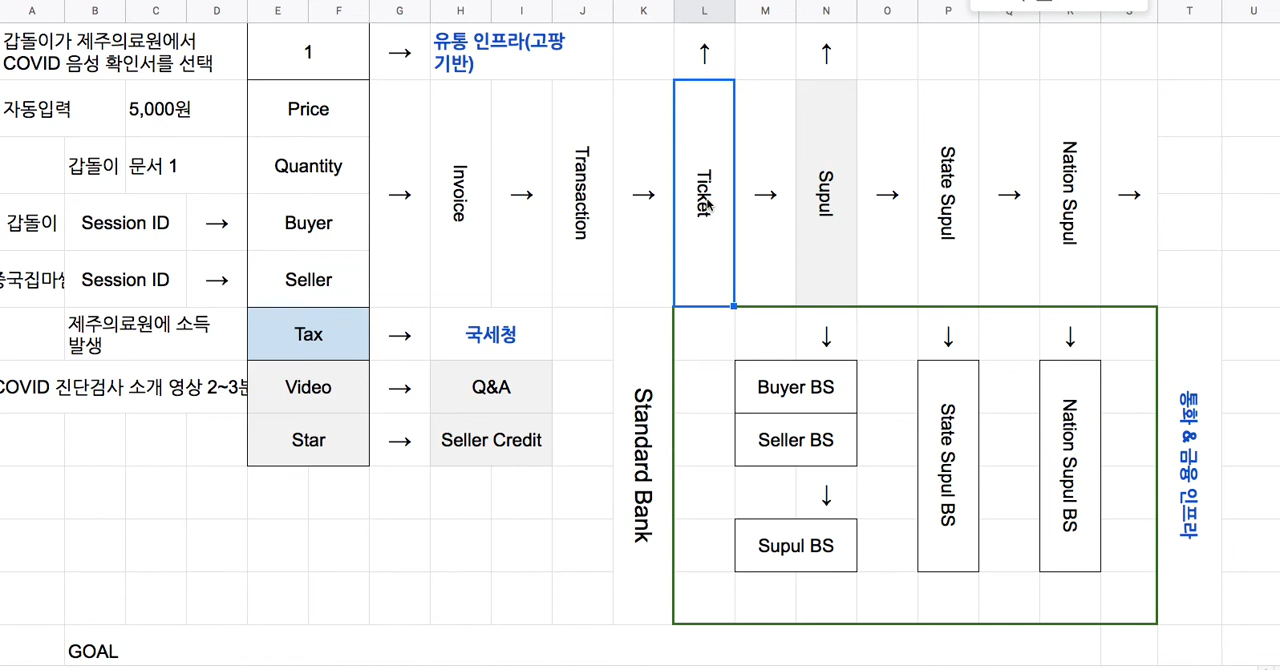 A B C D E F G H I J K L M N O P T U
갑돌이가 제주의료원에서
COVID 음성 확인서를 선택
1 → 유통 인프라(고팡
기반)
↑ ↑
자동입력 5,000원 Price
갑돌이 문서 1 Quantity
→ Invoice → Transaction → Ticket → Supul → State Supul → Nation Supul →
갑돌이 Session ID → Buyer
Session ID → Seller
제주의료원에 소득
발생
Tax → 국세청
↓ ↓ ↓
COVID 진단검사 소개 영상 2~3분 Video → Q&A
Star → Seller Credit
Standard Bank
Buyer BS
Seller BS
↓
Supul BS
State Supul BS
Nation Supul BS
통화 & 금융 인프라
GOAL